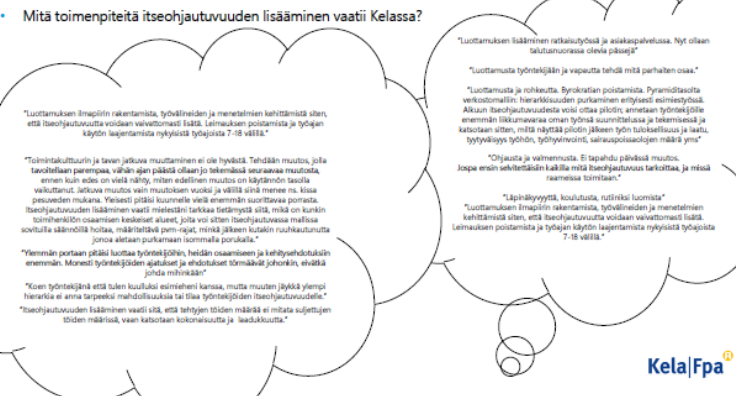 • Mitä toimenpiteitä itseohjautuvuuden lisääminen vaatii Kelassa?
"Luottamuksen ilmapiirin rakentamista, työvälineiden ja menetelmien kehittämistä siten,
että itseohjautuvuutta voidaan vaivattomasti lisätä. Leimauksen poistamista ja työajan
käytön laajentamista nykyisistä työajoista 7-18 välillä."
"Toimintakulttuurin ja tavan jatkuva muuttaminen ei ole hyvästä. Tehdään muutos, jolla
tavoitellaan parempaa, vähän ajan päästä ollaan jo tekemässä seuraavaa muutosta,
ennen kuin edes on vielä nähty, miten edellinen muutos on käytännön tasolla
vaikuttanut. Jatkuva muutos vain muutoksen vuoksi ja välillä siinä menee ns. kissa
pesuveden mukana. Yleisesti pitäisi kuunnelle vielä enemmän suorittavaa porrasta.
Itseohjautuvuuden lisääminen vaatii mielestäni tarkkaa tietämystä siitä, mikä on kunkin
toimihenkilön osaamisen keskeiset alueet, joita voi sitten itseohjautuvassa mallissa
sovituilla säännöillä hoitaa, määriteltävä pvm-rajat, minkä jälkeen kutakin ruuhkautunutta
jonoa aletaan purkamaan isommalla porukalla."
"Ylemmän portaan pitäisi luottaa työntekijöihin, heidän osaamiseen ja kehitysehdotuksiin
enemmän. Monesti työntekijöiden ajatukset ja ehdotukset törmäävät johonkin, eivätkä
johda mihinkään"
"Koen työntekijänä että tulen kuulluksi esimieheni kanssa, mutta muuten jäykkä ylempi
hierarkia ei anna tarpeeksi mahdollisuuksia tai tilaa työntekijöiden itseohjautuvuudelle."
"Itseohjautuvuuden lisääminen vaatii sitä, että tehtyjen töiden määrää ei mitata suljettujen
töiden määrissä, vaan katsotaan kokonaisuutta ja laadukkuutta."
"Luottamuksen lisääminen ratkaisutyössä ja asiakaspalvelussa. Nyt ollaan
talutusnuorassa olevia pässejä"
"Luottamusta työntekijään ja vapautta tehdä mitä parhaiten osaa."
"Luottamusta ja rohkeutta. Byrokratian poistamista. Pyramiditasolta
verkostomalliin: hierarkkisuuden purkaminen erityisesti esimiestyössä.
Alkuun itseohjautuvuudesta voisi ottaa pilotin; annetaan työntekijöille
enemmän liikkumavaraa oman työnsä suunnittelussa ja tekemisessä ja
katsotaan sitten, miltä näyttää pilotin jälkeen työn tuloksellisuus ja laatu,
tyytyväisyys työhön, työhyvinvointi, sairauspoissaolojen määrä yms"
"Ohjausta ja valmennusta. Ei tapahdu päivässä muutos.
Jospa ensin selvitettäisiin kaikilla mitä itseohjautuvuus tarkoittaa, ja missä
raameissa toimitaan."
"Läpinäkyvyyttä, koulutusta, rutiiniksi luomista"
"Luottamuksen ilmapiirin rakentamista, työvälineiden ja menetelmien
kehittämistä siten, että itseohjautuvuutta voidaan vaivattomasti lisätä.
Leimauksen poistamista ja työajan käytön laajentamista nykyisistä työajoista
7-18 välillä."
Kela|Fpa